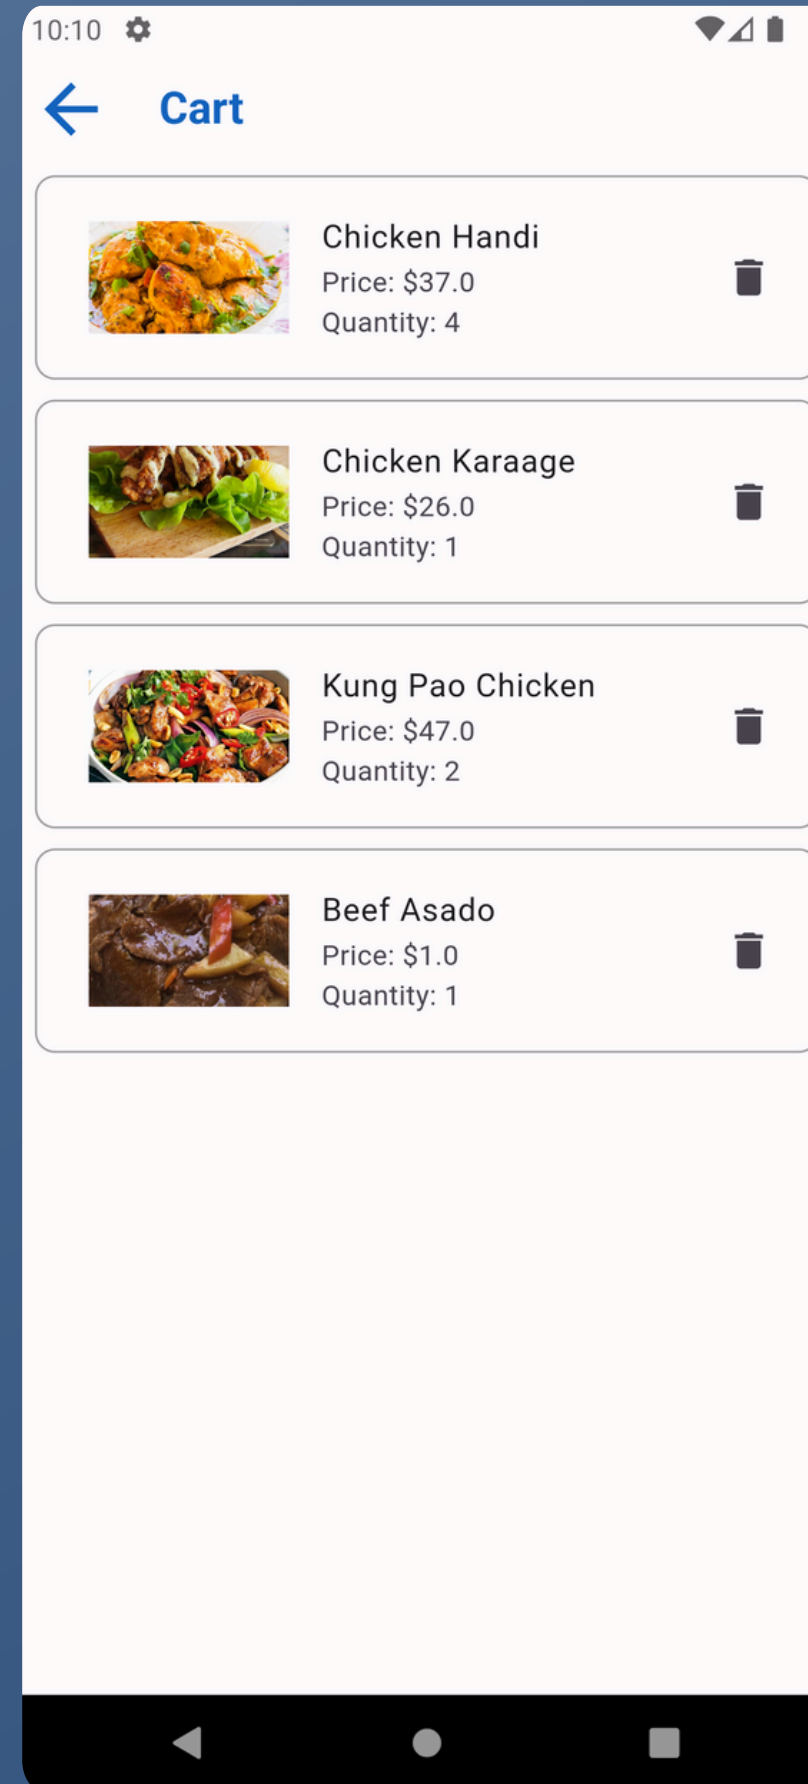 10:10
Cart
Chicken Handi
Price: $37.0
Quantity: 4
Chicken Karaage
Price: $26.0
Quantity: 1
Kung Pao Chicken
Price: $47.0
Quantity: 2
Beef Asado
Price: $1.0
Quantity: 1